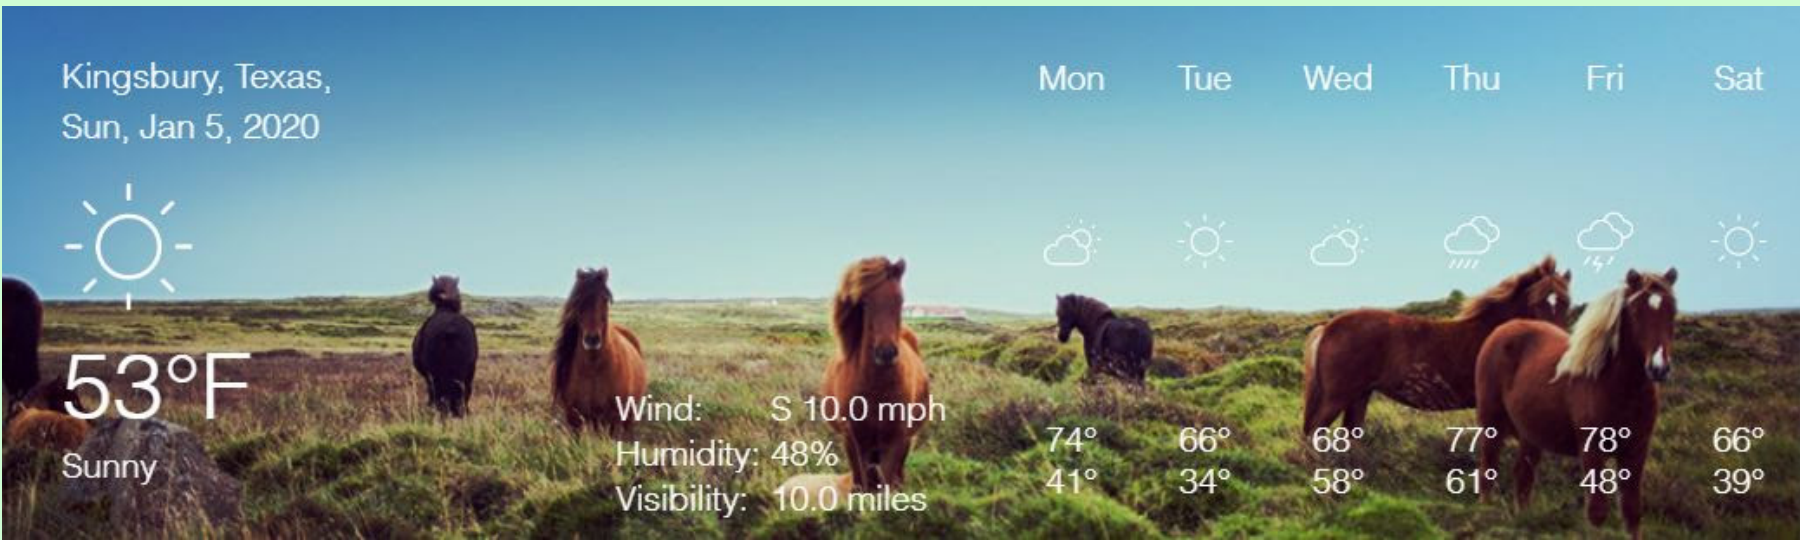 Kingsbury, Texas,
Sun, Jan 5, 2020
53°F
Sunny
Wind: S 10.0 mph
Humidity: 48%
Visibility: 10.0 miles
Mon Tue Wed Thu Fri Sat
74° 66° 68° 77° 78° 66°
41° 34° 58° 61° 48° 39°